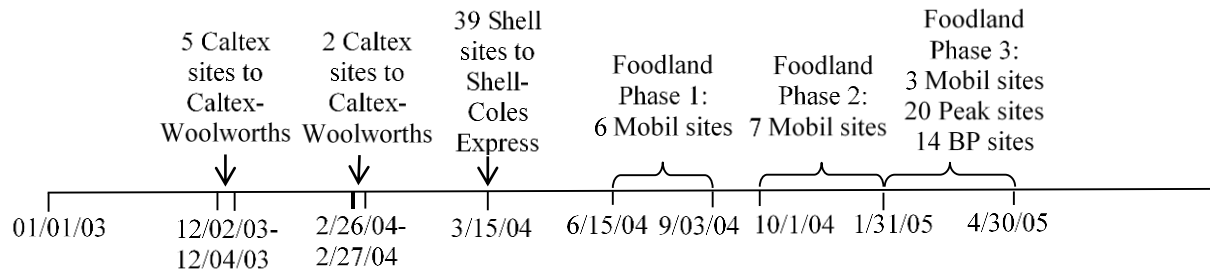 5 Caltex
sites to
Caltex-
Woolworths
2 Caltex
sites to
Caltex-
Woolworths
39 Shell
sites to
Shell-
Coles
Express
Foodland
Phase 1:
6 Mobil sites
Foodland
Phase 2:
7 Mobil sites
Foodland
Phase 3:
3 Mobil sites
20 Peak sites
14 BP sites
01/01/03
12/02/03-
12/04/03
2/26/04-
2/27/04
3/15/04
6/15/04
9/03/04
10/1/04
1/31/05
4/30/05